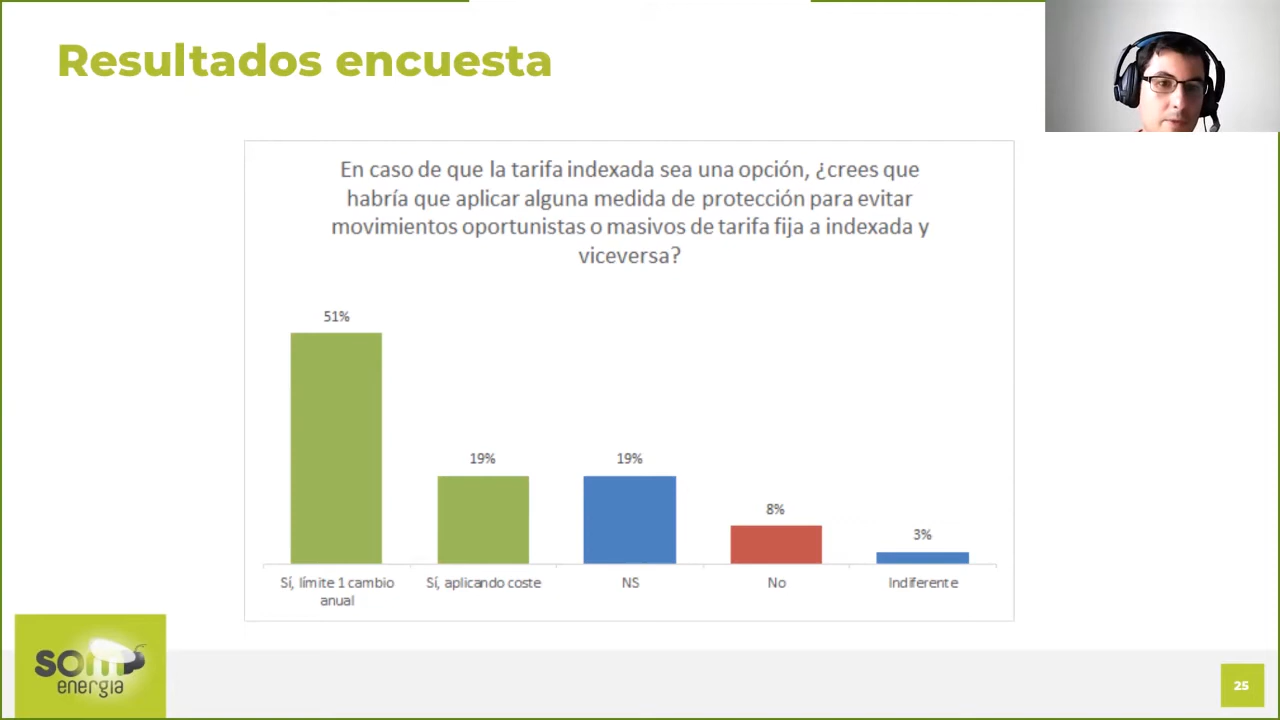 Resultados encuesta
En caso de que la tarifa indexada sea una opción, ¿crees que
habría que aplicar alguna medida de protección para evitar
movimientos oportunistas o masivos de tarifa fija a indexada y
viceversa?
51%
19%
19%
8%
3%
Sí, límite 1 cambio
anual
Sí, aplicando coste
NS
No
Indiferente
som
energia
25